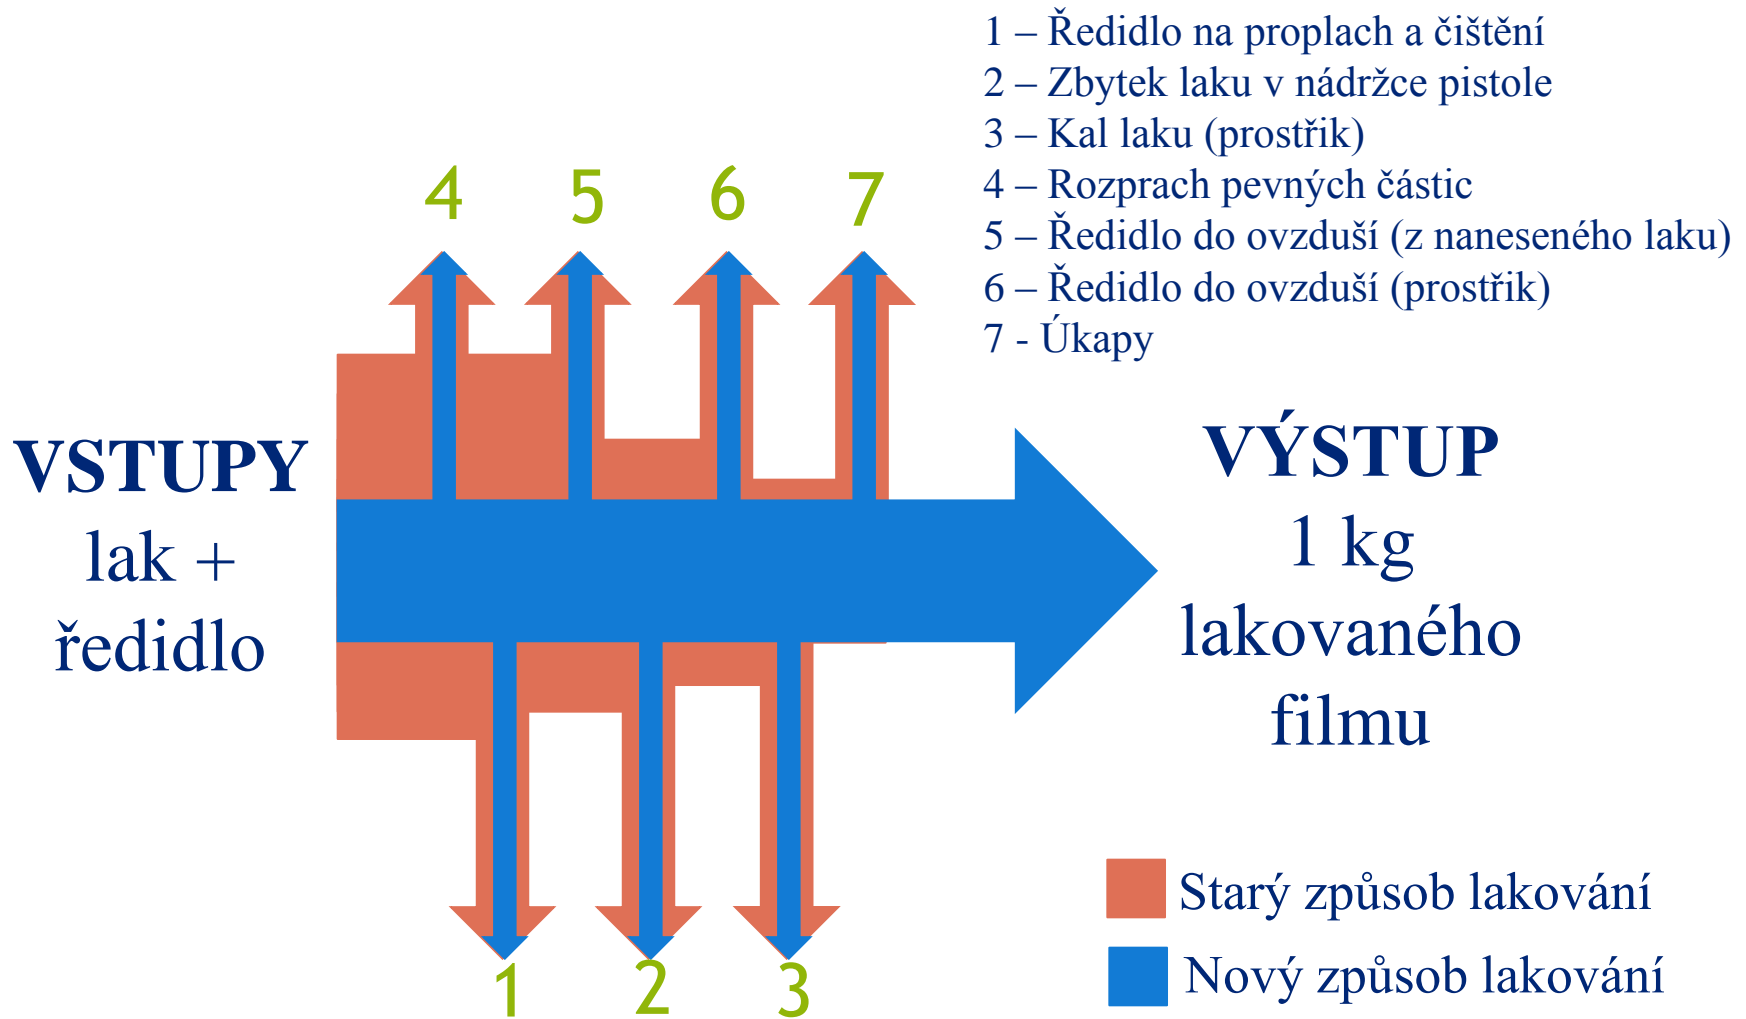 1 – Ředidlo na proplach a čištění
2 – Zbytek laku v nádržce pistole
3 – Kal laku (prostřik)
4 – Rozprach pevných částic
5 – Ředidlo do ovzduší (z naneseného laku)
6 – Ředidlo do ovzduší (prostřik)
7 - Úkapy
4 5 6 7
VSTUPY
lak +
ředidlo
VÝSTUP
1 kg
lakovaného
filmu
1 2 3
Starý způsob lakování
Nový způsob lakování